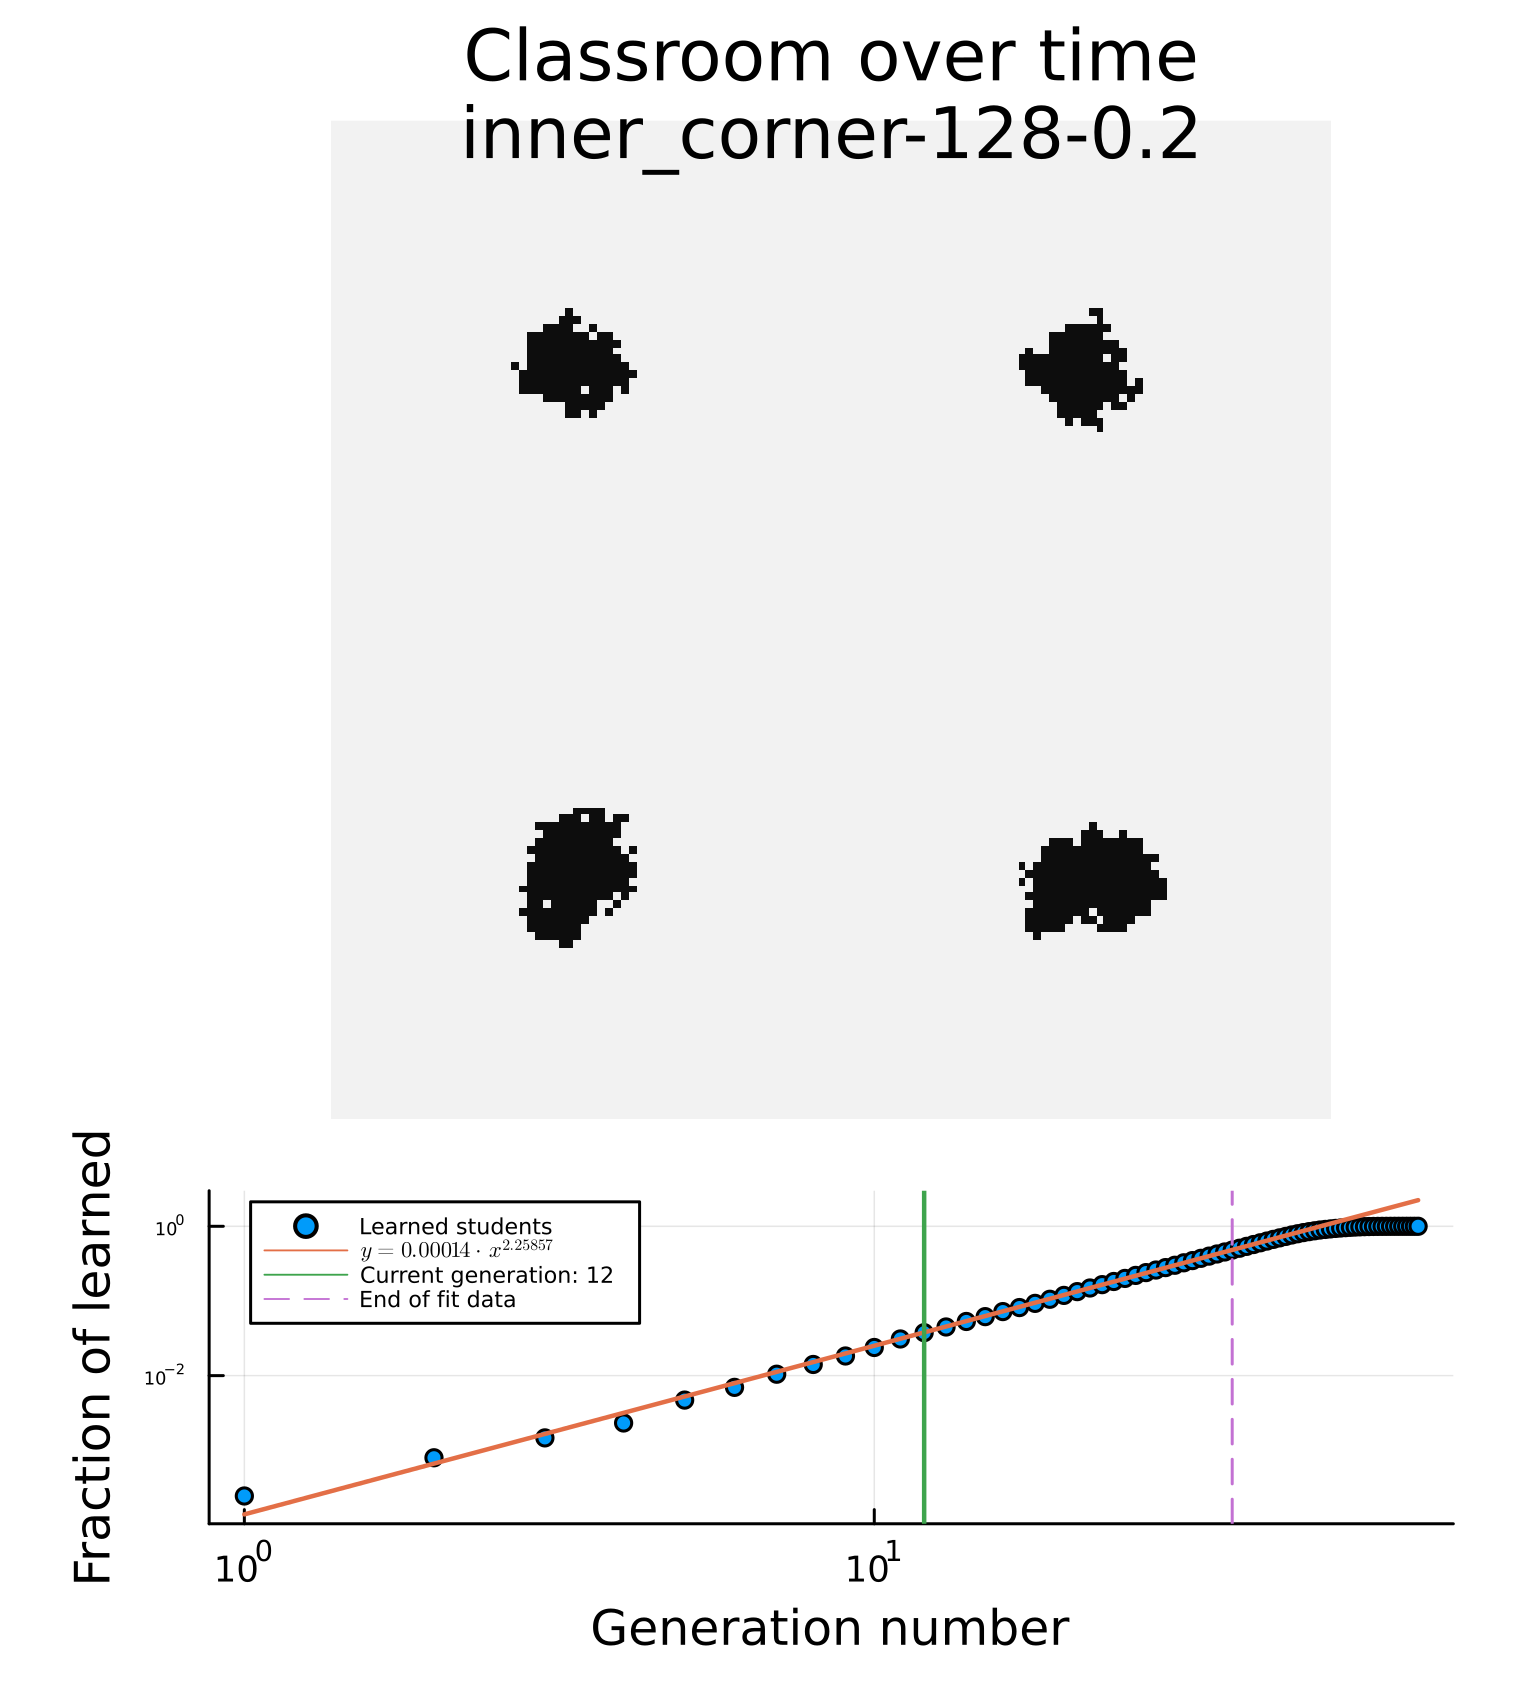 Classroom over time
inner_corner-128-0.2
Fraction of learned
10^0
10^-2
Learned students
y = 0.00014 · x^2.25857
Current generation: 12
End of fit data
10^0
10^1
Generation number